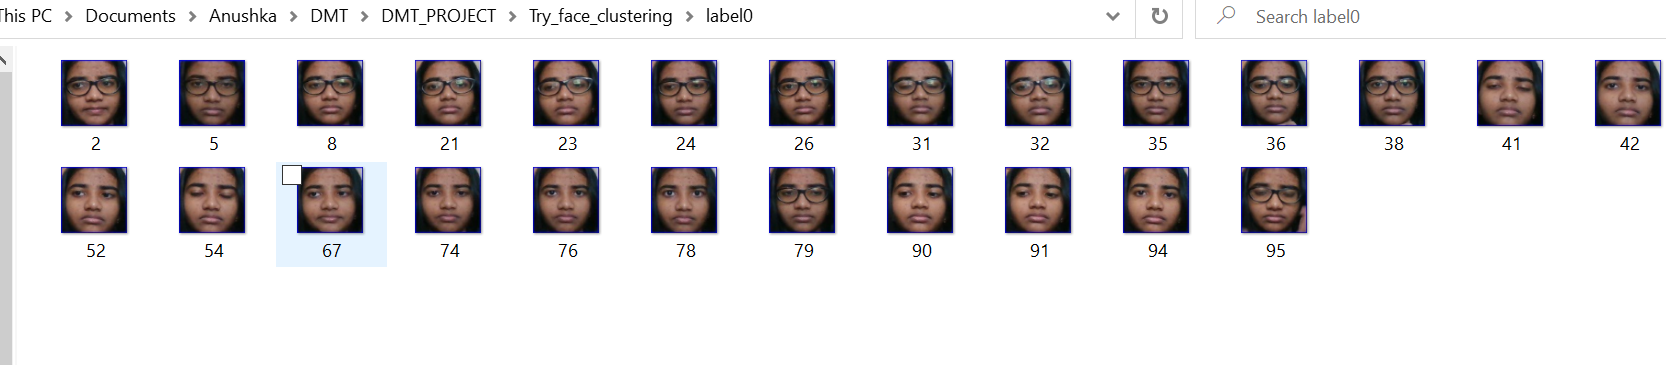 This PC > Documents > Anushka > DMT > DMT_PROJECT > Try_face_clustering > label0
Search label0
2 5 8 21 23 24 26 31 32 35 36 38 41 42
52 54 67 74 76 78 79 90 91 94 95